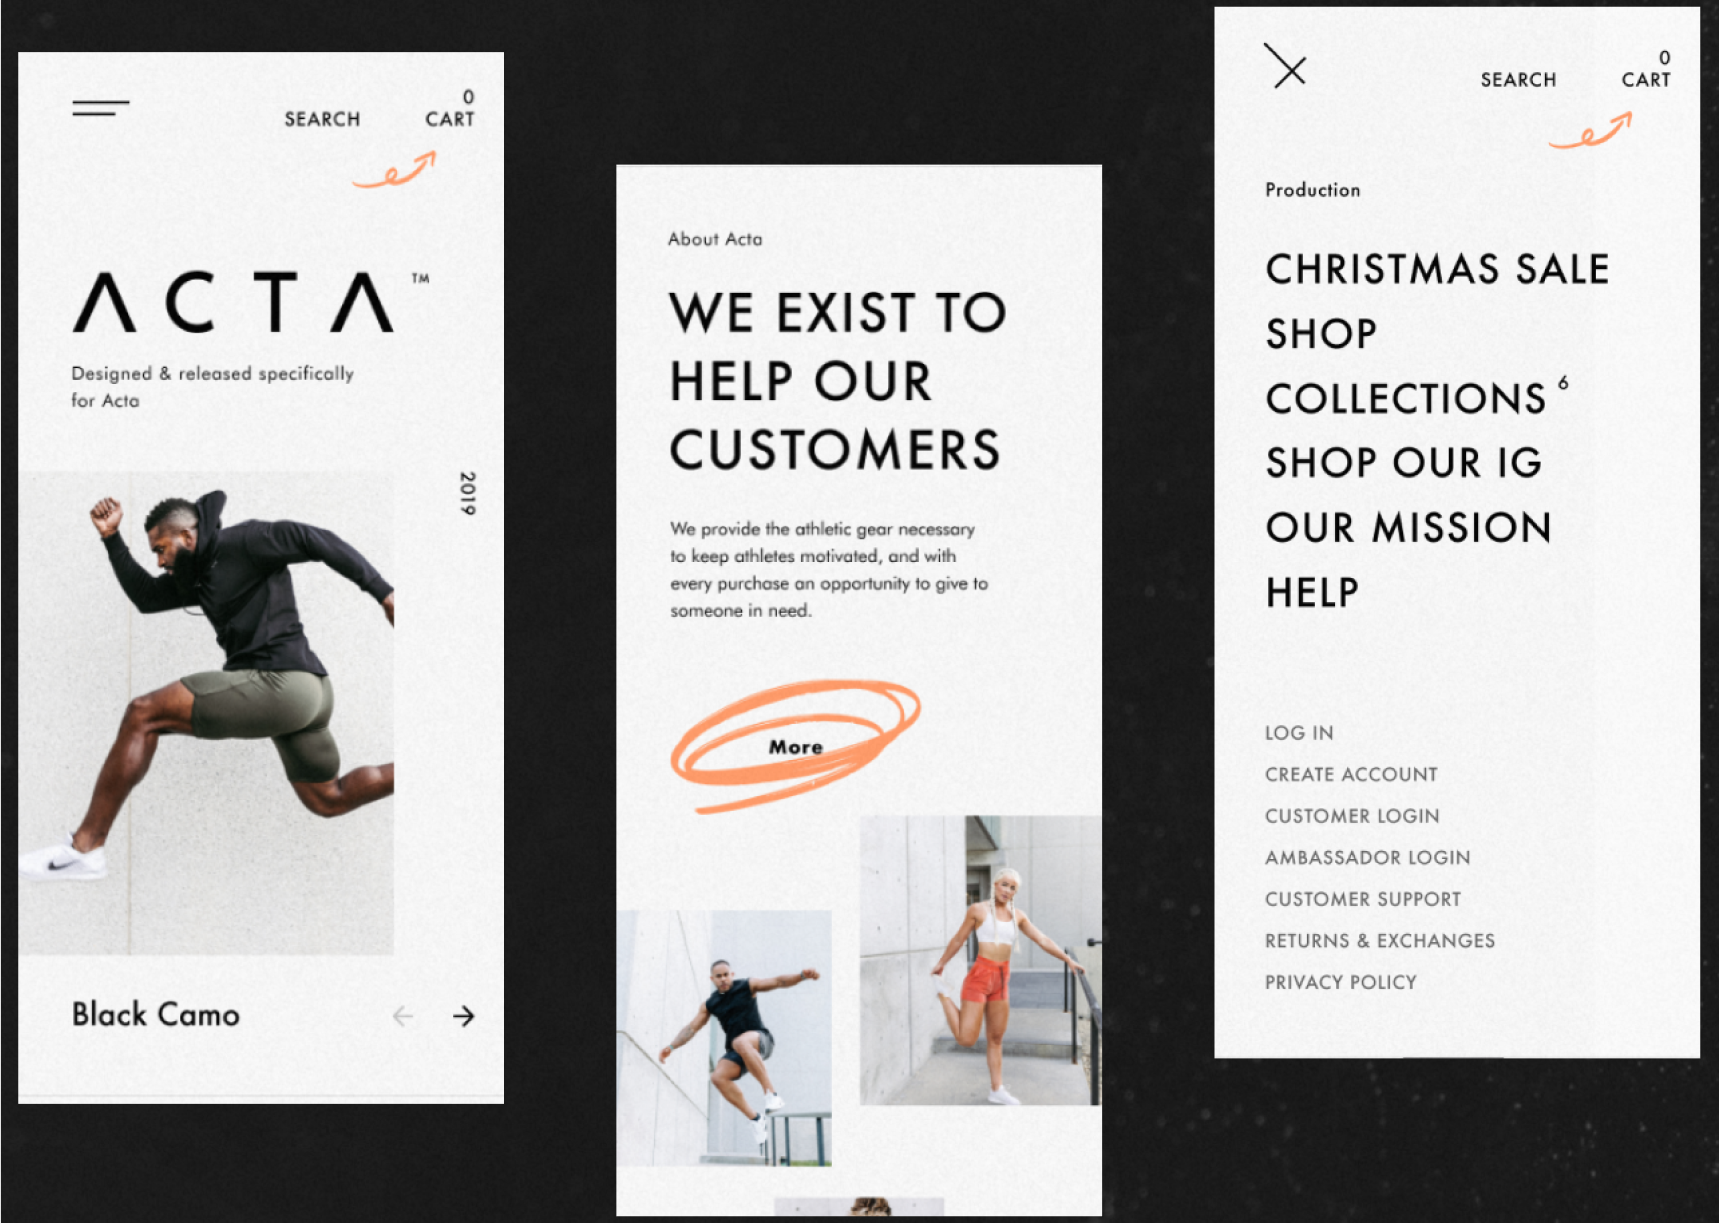 0
SEARCH CART
ΛCTΛ™
Designed & released specifically
for Acta
2019
Black Camo
About Acta
WE EXIST TO
HELP OUR
CUSTOMERS
We provide the athletic gear necessary
to keep athletes motivated, and with
every purchase an opportunity to give to
someone in need.
More
0
SEARCH CART
Production
CHRISTMAS SALE
SHOP
COLLECTIONS 6
SHOP OUR IG
OUR MISSION
HELP
LOG IN
CREATE ACCOUNT
CUSTOMER LOGIN
AMBASSADOR LOGIN
CUSTOMER SUPPORT
RETURNS & EXCHANGES
PRIVACY POLICY